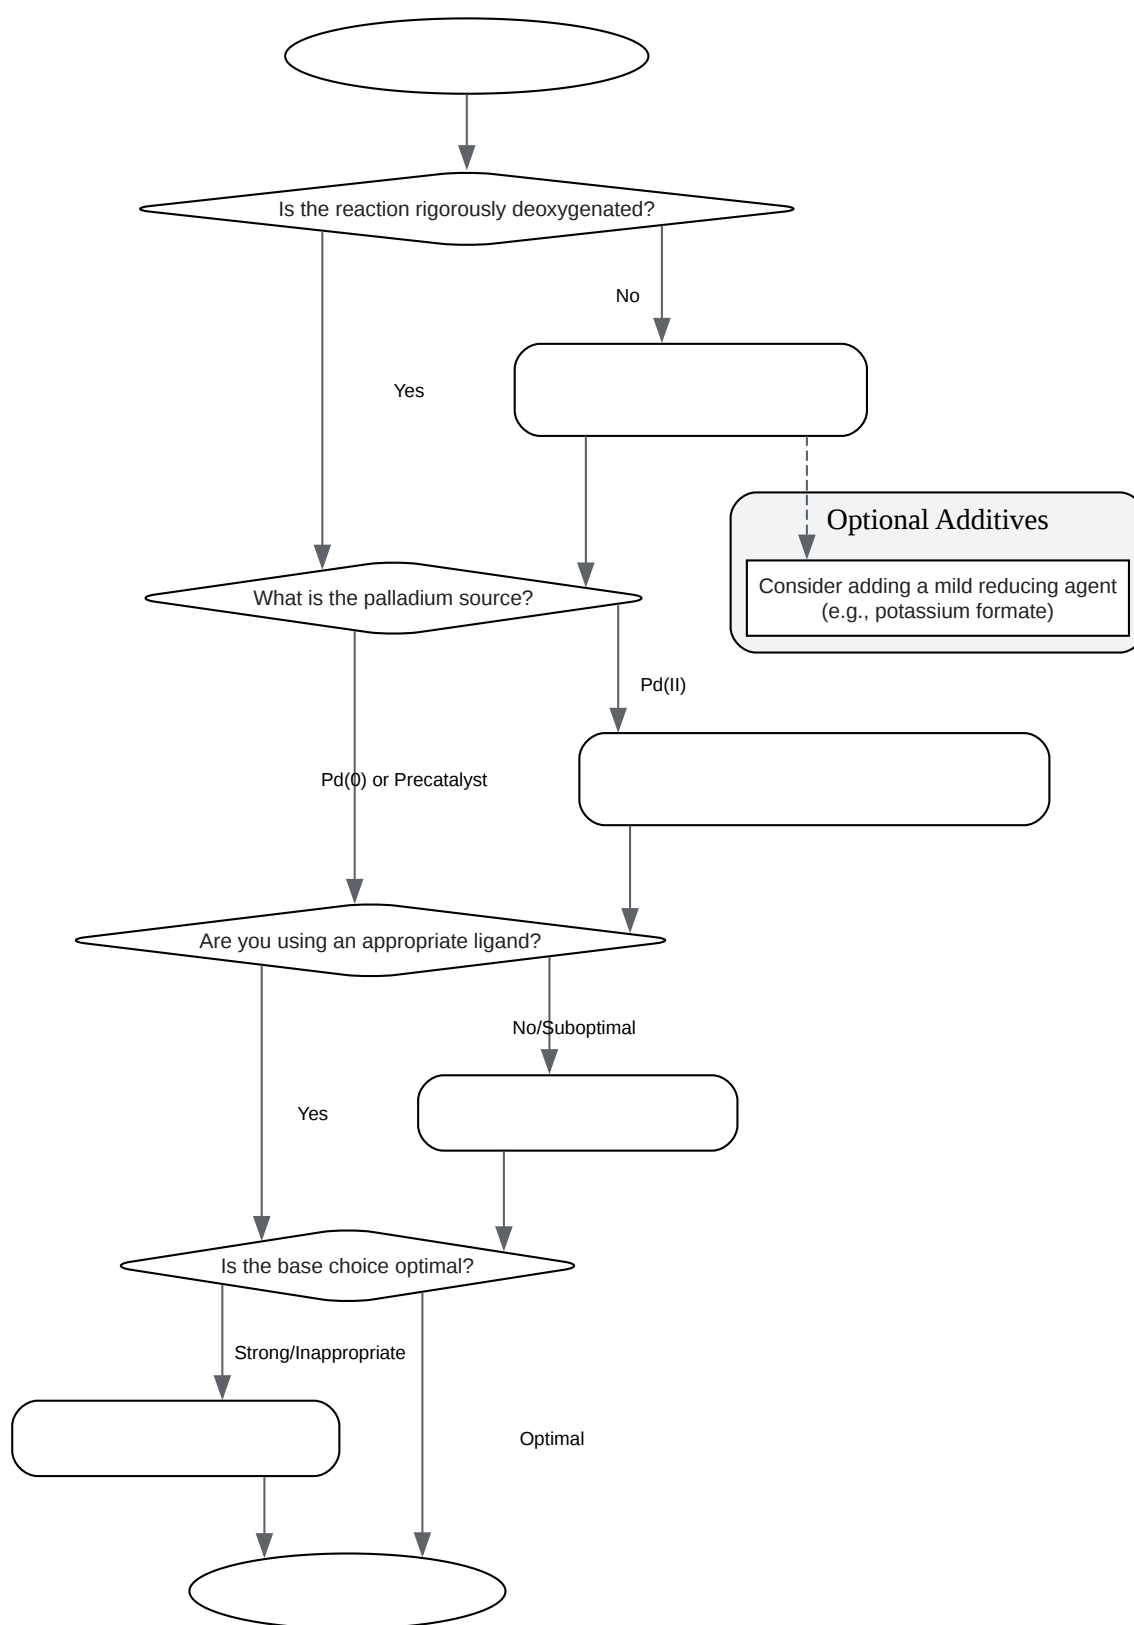 Is the reaction rigorously deoxygenated?
No
Yes
Optional Additives
Consider adding a mild reducing agent
(e.g., potassium formate)
What is the palladium source?
Pd(II)
Pd(0) or Precatalyst
Are you using an appropriate ligand?
No/Suboptimal
Yes
Is the base choice optimal?
Strong/Inappropriate
Optimal